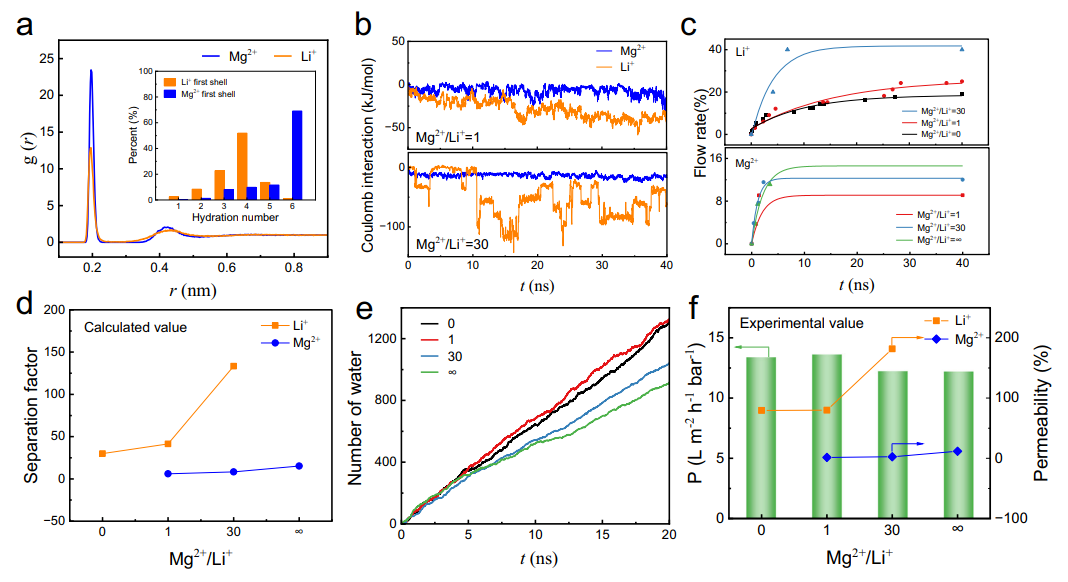 a
25
20
15
10
5
0
g (r)
0.2
0.4
0.6
0.8
r (nm)
Mg²⁺
Li⁺
100
80
60
40
20
0
Percent (%)
Li⁺ first shell
Mg²⁺ first shell
1
2
3
4
5
6
Hydration number
b
Coulomb interaction (kJ/mol)
50
0
−50
Mg²⁺
Li⁺
Mg²⁺/Li⁺=1
0
−100
Mg²⁺/Li⁺=30
0
10
20
30
40
t (ns)
c
Flow rate(%)
40
20
0
Li⁺
Mg²⁺/Li⁺=30
Mg²⁺/Li⁺=1
Mg²⁺/Li⁺=0
16
8
0
Mg²⁺
Mg²⁺/Li⁺=1
Mg²⁺/Li⁺=30
Mg²⁺/Li⁺=∞
0
10
20
30
40
t (ns)
d
Separation factor
200
150
100
50
0
−50
Calculated value
Li⁺
Mg²⁺
0
1
30
∞
Mg²⁺/Li⁺
e
Number of water
1200
800
400
0
0
1
30
∞
0
5
10
15
20
t (ns)
f
P (L m⁻² h⁻¹ bar⁻¹)
15
10
5
0
Experimental value
Li⁺
Mg²⁺
200
100
0
−100
Permeability (%)
0
1
30
∞
Mg²⁺/Li⁺